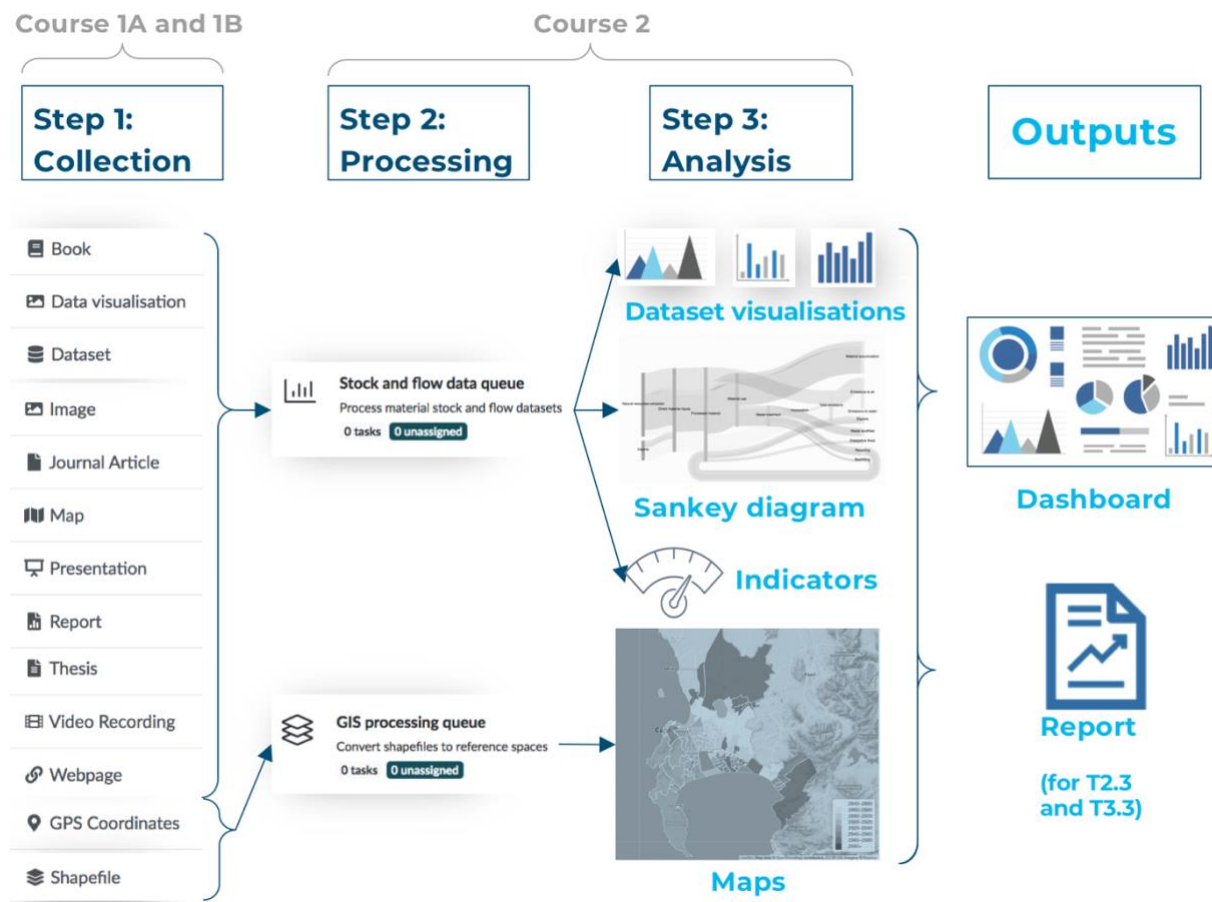 Course 1A and 1B
Course 2
Step 1:
Collection
Step 2:
Processing
Step 3:
Analysis
Outputs
Book
Data visualisation
Dataset
Image
Journal Article
Map
Presentation
Report
Thesis
Video Recording
Webpage
GPS Coordinates
Shapefile
Stock and flow data queue
Process material stock and flow datasets
0 tasks 0 unassigned
GIS processing queue
Convert shapefiles to reference spaces
0 tasks 0 unassigned
Dataset visualisations
Sankey diagram
Indicators
Maps
Dashboard
Report
(for T2.3
and T3.3)